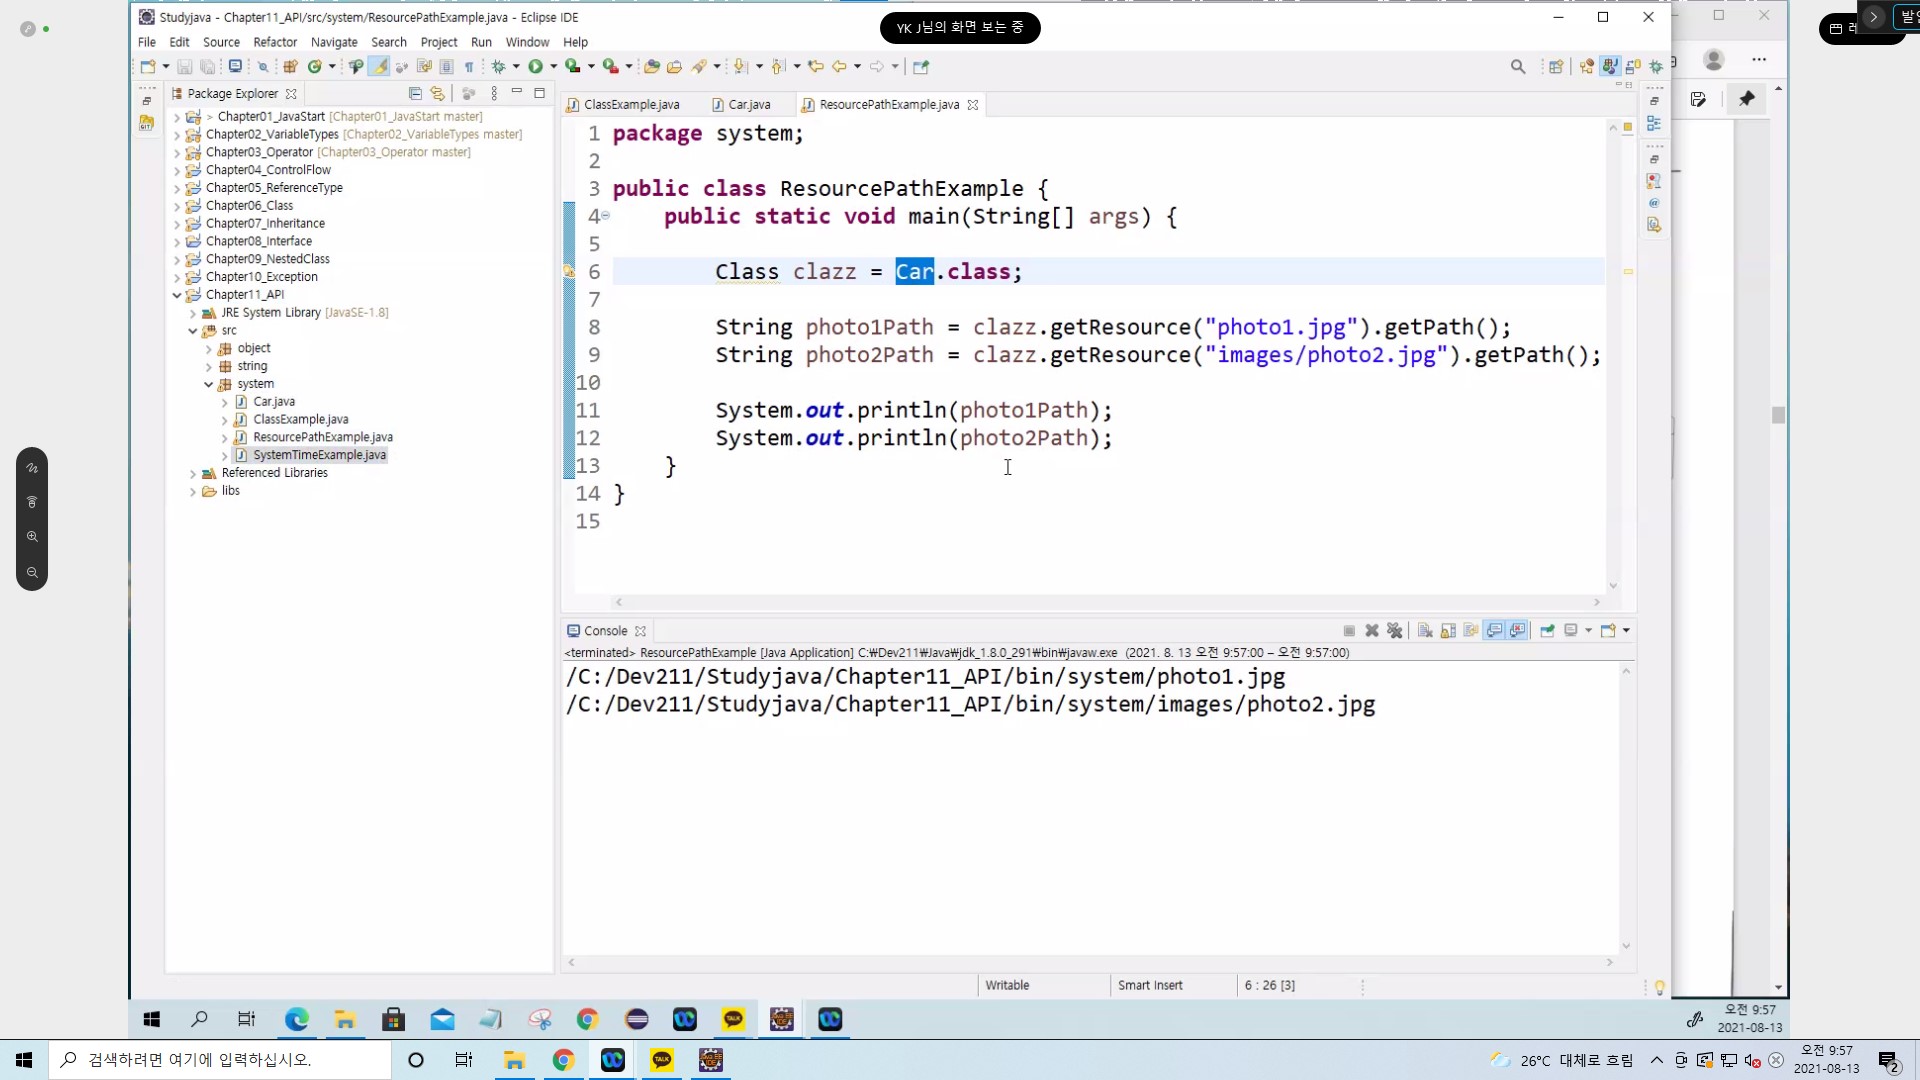 Studyjava - Chapter11_API/src/system/ResourcePathExample.java - Eclipse IDE
YK J님의 화면 보는 중
File Edit Source Refactor Navigate Search Project Run Window Help
Package Explorer
> Chapter01_JavaStart [Chapter01_JavaStart master]
Chapter02_VariableTypes [Chapter02_VariableTypes master]
Chapter03_Operator [Chapter03_Operator master]
Chapter04_ControlFlow
Chapter05_ReferenceType
Chapter06_Class
Chapter07_Inheritance
Chapter08_Interface
Chapter09_NestedClass
Chapter10_Exception
Chapter11_API
JRE System Library [JavaSE-1.8]
src
object
string
system
Car.java
ClassExample.java
ResourcePathExample.java
SystemTimeExample.java
Referenced Libraries
libs
ClassExample.java Car.java ResourcePathExample.java
1 package system;
2
3 public class ResourcePathExample {
4 public static void main(String[] args) {
5
6 Class clazz = Car.class;
7
8 String photo1Path = clazz.getResource("photo1.jpg").getPath();
9 String photo2Path = clazz.getResource("images/photo2.jpg").getPath();
10
11 System.out.println(photo1Path);
12 System.out.println(photo2Path);
13 }
14 }
15
Console
<terminated> ResourcePathExample [Java Application] C:₩Dev211₩Java₩jdk_1.8.0_291₩bin₩javaw.exe (2021. 8. 13 오전 9:57:00 – 오전 9:57:00)
/C:/Dev211/Studyjava/Chapter11_API/bin/system/photo1.jpg
/C:/Dev211/Studyjava/Chapter11_API/bin/system/images/photo2.jpg
Writable Smart Insert 6 : 26 [3]
TALK
오전 9:57
2021-08-13
검색하려면 여기에 입력하십시오.
TALK
26°C 대체로 흐림
오전 9:57
2021-08-13
2